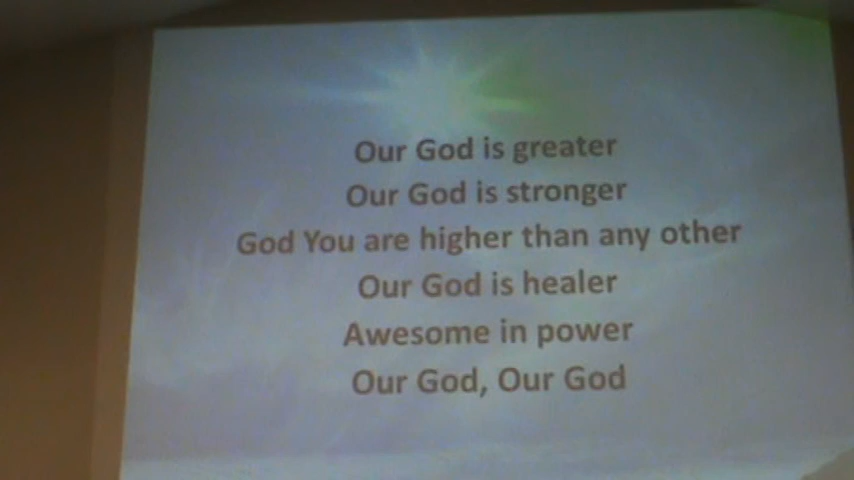 Our God is greater
Our God is stronger
God You are higher than any other
Our God is healer
Awesome in power
Our God, Our God